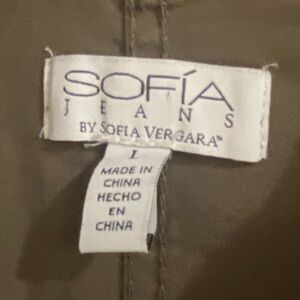 SOFÍA
JEANS
BY SOFIA VERGARA™
L
MADE IN
CHINA
HECHO
EN
CHINA